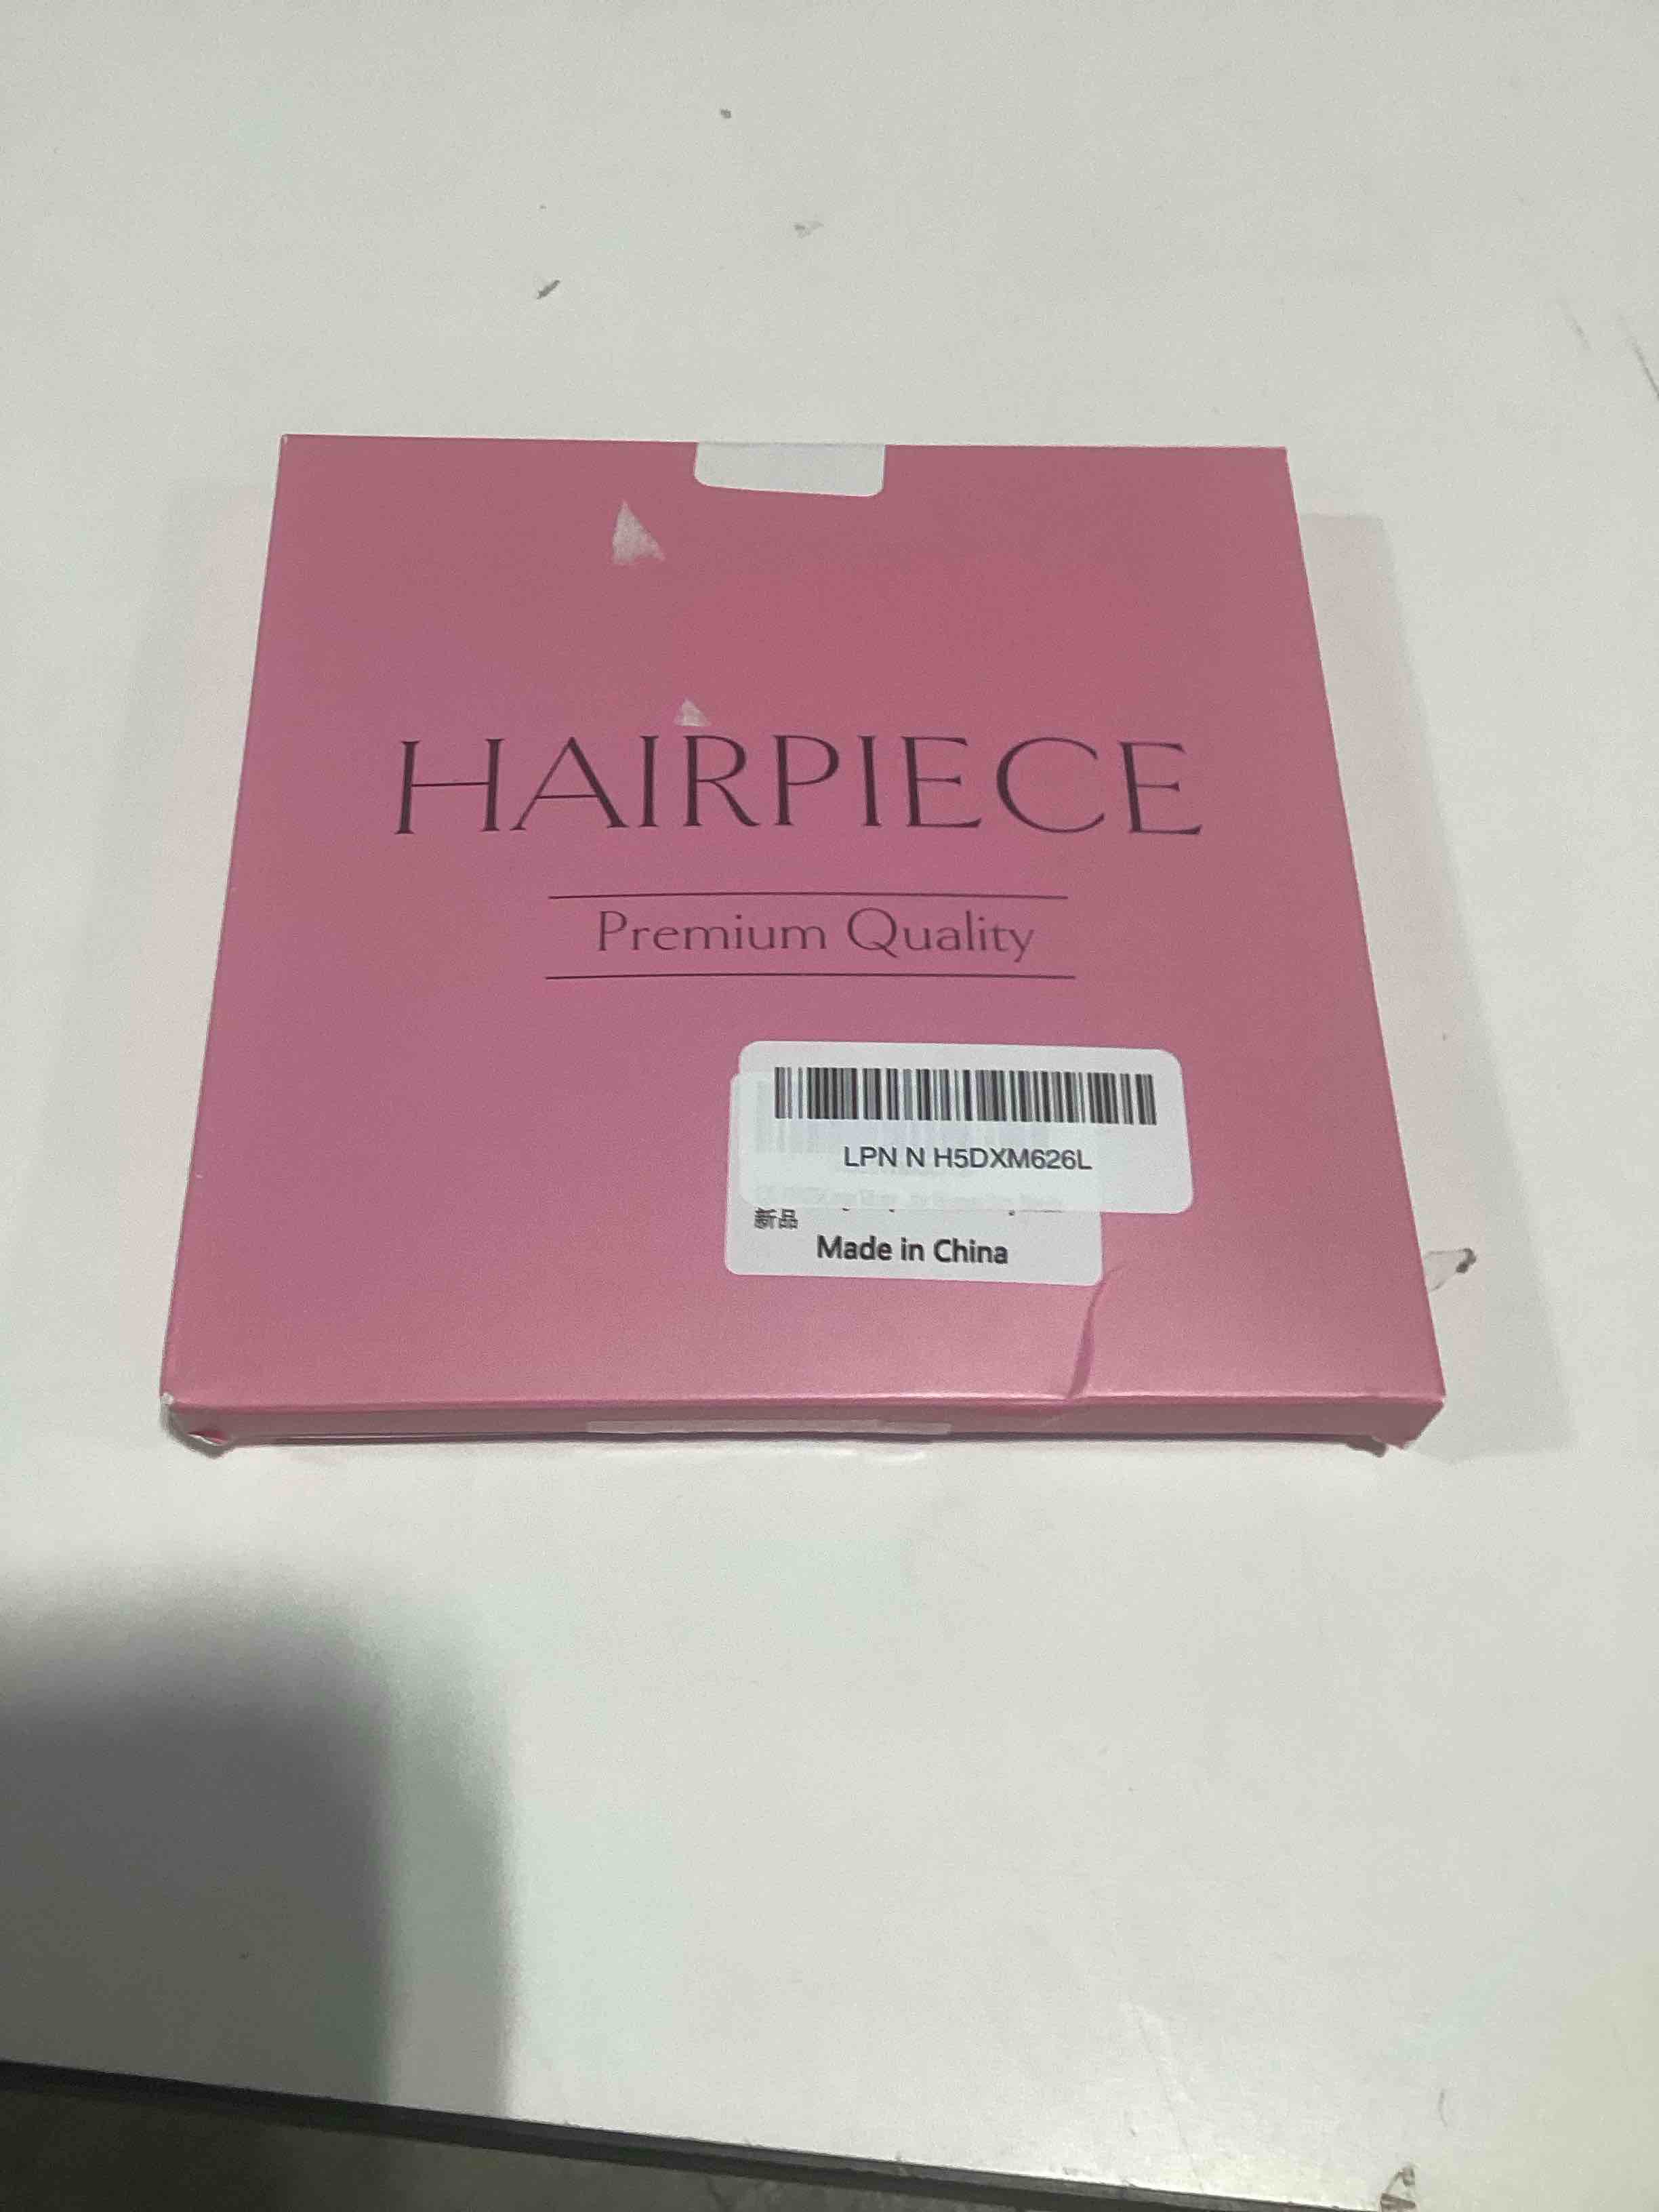 HAIRPIECE
Premium Quality
LPN N H5DXM626L
新品
Made in China